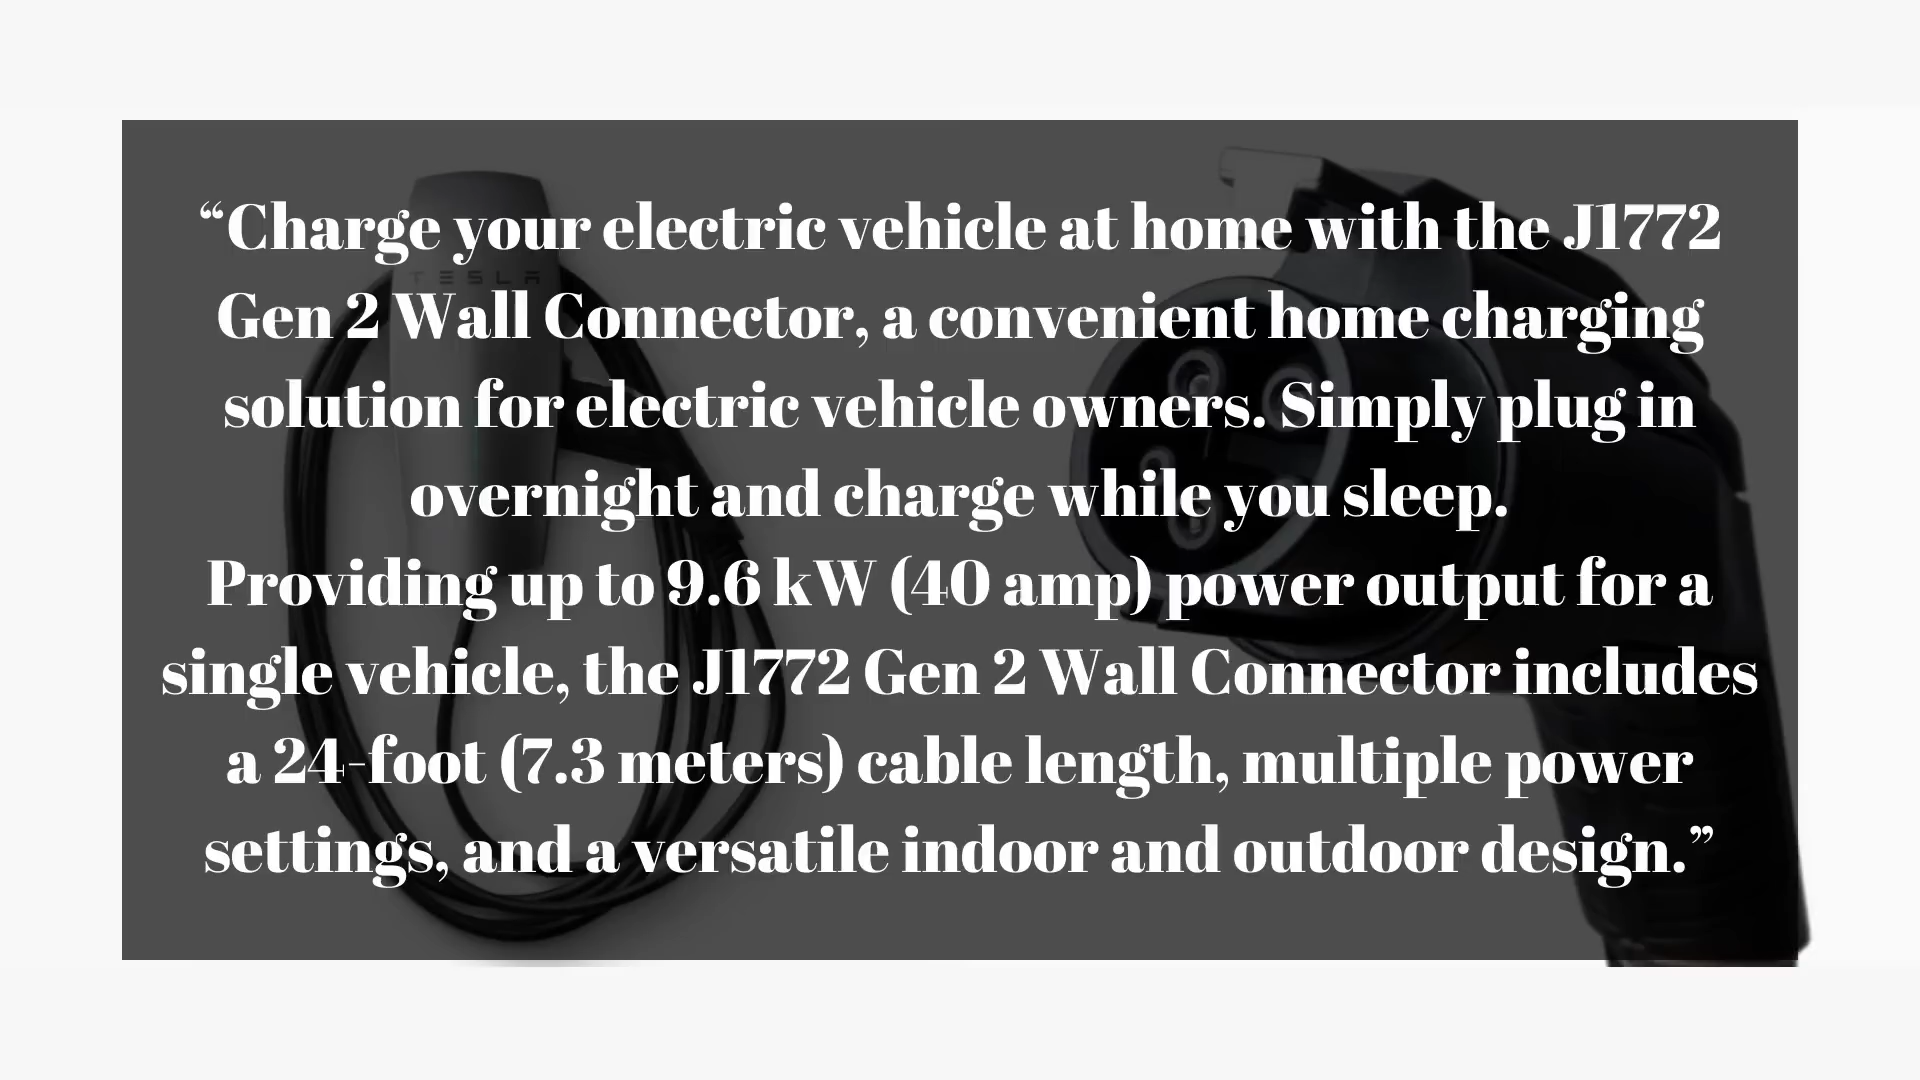 “Charge your electric vehicle at home with the J1772
Gen 2 Wall Connector, a convenient home charging
solution for electric vehicle owners. Simply plug in
overnight and charge while you sleep.
Providing up to 9.6 kW (40 amp) power output for a
single vehicle, the J1772 Gen 2 Wall Connector includes
a 24-foot (7.3 meters) cable length, multiple power
settings, and a versatile indoor and outdoor design.”
TESLA